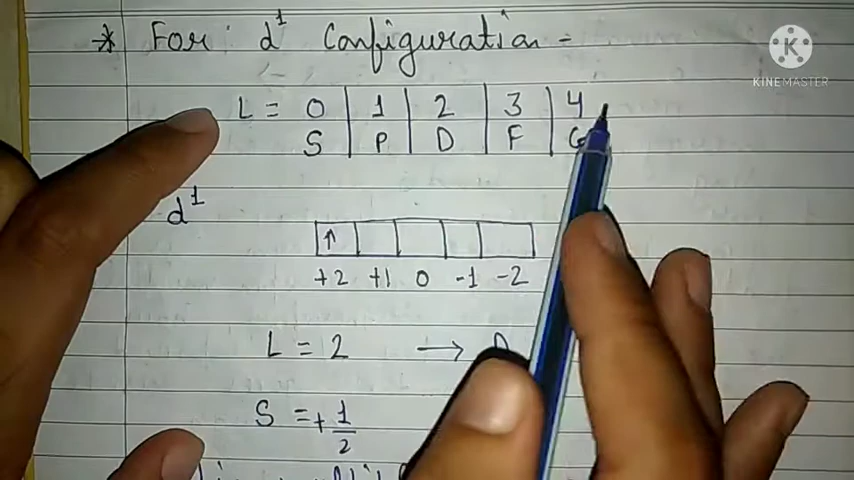 * For: d¹ Configuration =
K
KINEMASTER
L = 0 1 2 3 4
S P D F G
d¹
↑
+2 +1 0 -1 -2
L = 2 → D
S = +1/2